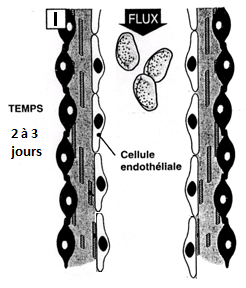 I
FLUX
TEMPS
2 à 3
jours
Cellule
endothéliale